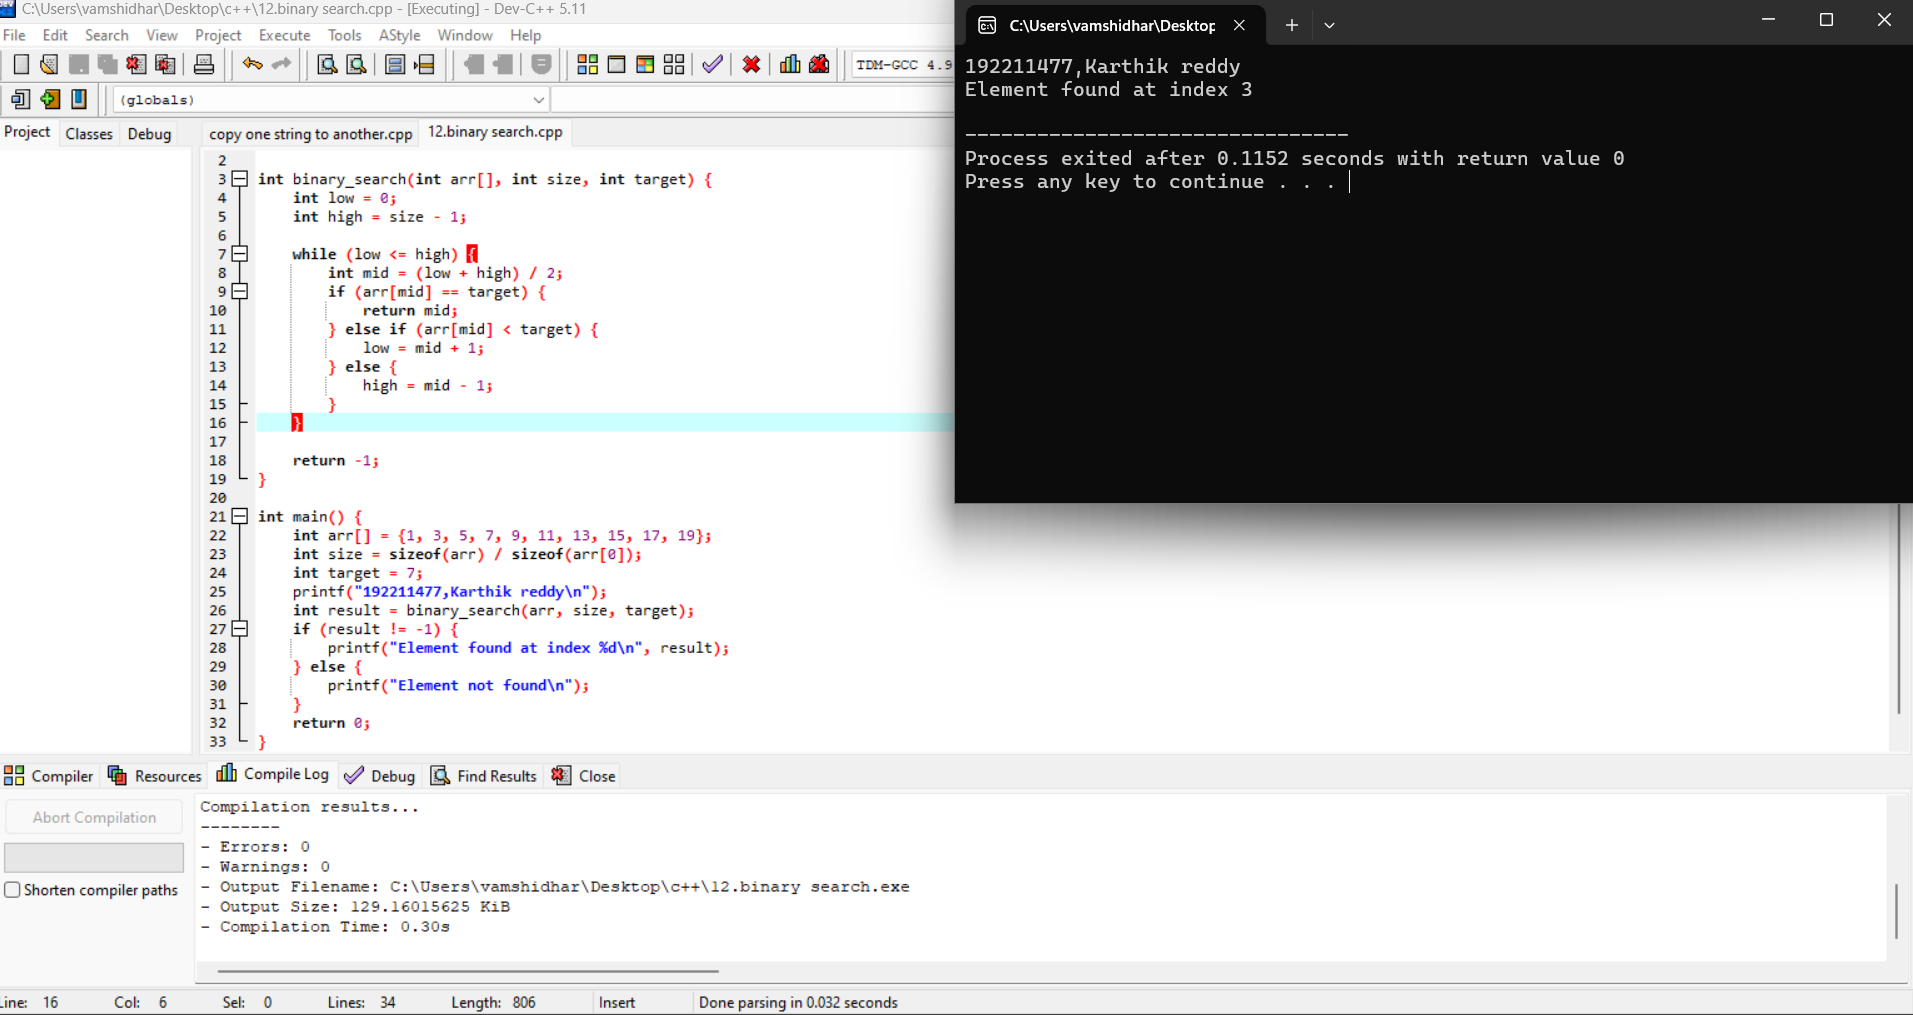 C:\Users\vamshidhar\Desktop\c++\12.binary search.cpp - [Executing] - Dev-C++ 5.11
File Edit Search View Project Execute Tools AStyle Window Help
TDM-GCC 4.9
(globals)
Project Classes Debug
copy one string to another.cpp 12.binary search.cpp
2
3 int binary_search(int arr[], int size, int target) {
4 int low = 0;
5 int high = size - 1;
6
7 while (low <= high) {
8 int mid = (low + high) / 2;
9 if (arr[mid] == target) {
10 return mid;
11 } else if (arr[mid] < target) {
12 low = mid + 1;
13 } else {
14 high = mid - 1;
15 }
16 }
17
18 return -1;
19 }
20
21 int main() {
22 int arr[] = {1, 3, 5, 7, 9, 11, 13, 15, 17, 19};
23 int size = sizeof(arr) / sizeof(arr[0]);
24 int target = 7;
25 printf("192211477,Karthik reddy\n");
26 int result = binary_search(arr, size, target);
27 if (result != -1) {
28 printf("Element found at index %d\n", result);
29 } else {
30 printf("Element not found\n");
31 }
32 return 0;
33 }
C:\Users\vamshidhar\Desktop
192211477,Karthik reddy
Element found at index 3
--------------------------------
Process exited after 0.1152 seconds with return value 0
Press any key to continue . . .
Compiler Resources Compile Log Debug Find Results Close
Abort Compilation
Shorten compiler paths
Compilation results...
--------
- Errors: 0
- Warnings: 0
- Output Filename: C:\Users\vamshidhar\Desktop\c++\12.binary search.exe
- Output Size: 129.16015625 KiB
- Compilation Time: 0.30s
Line: 16 Col: 6 Sel: 0 Lines: 34 Length: 806 Insert Done parsing in 0.032 seconds